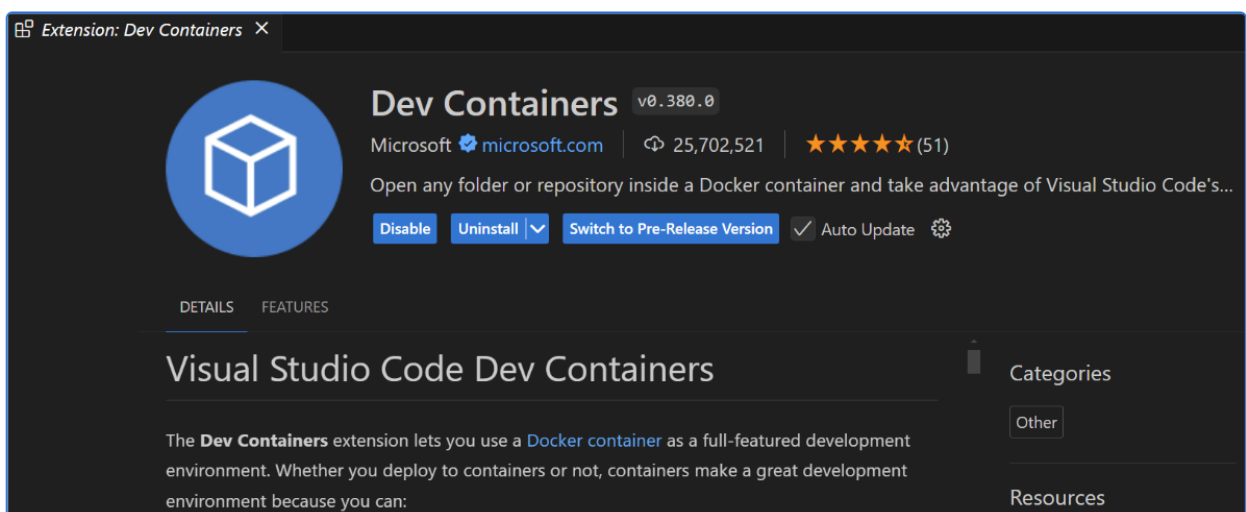 Extension: Dev Containers
Dev Containers v0.380.0
Microsoft microsoft.com 25,702,521 (51)
Open any folder or repository inside a Docker container and take advantage of Visual Studio Code's...
Disable Uninstall Switch to Pre-Release Version Auto Update
DETAILS FEATURES
Visual Studio Code Dev Containers
Categories
The Dev Containers extension lets you use a Docker container as a full-featured development
Other
environment. Whether you deploy to containers or not, containers make a great development
environment because you can:
Resources